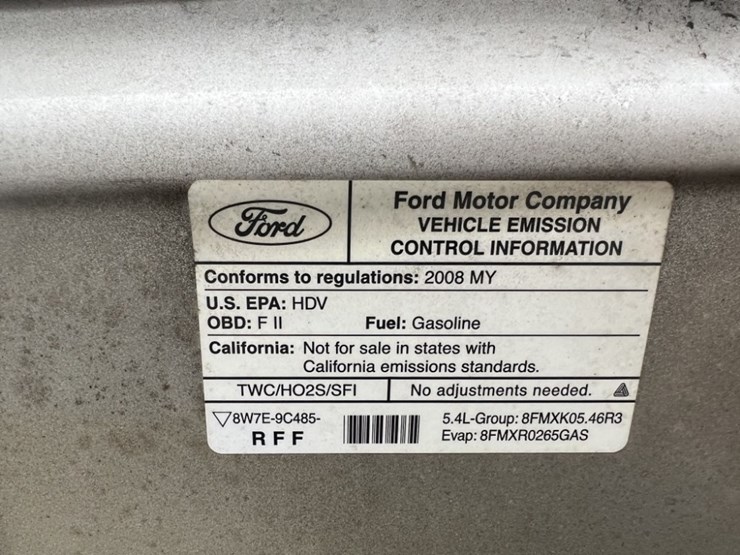 Ford
Ford Motor Company
VEHICLE EMISSION
CONTROL INFORMATION
Conforms to regulations: 2008 MY
U.S. EPA: HDV
OBD: F II Fuel: Gasoline
California: Not for sale in states with
California emissions standards.
TWC/HO2S/SFI No adjustments needed.
8W7E-9C485-
RFF
5.4L-Group: 8FMXK05.46R3
Evap: 8FMXR0265GAS